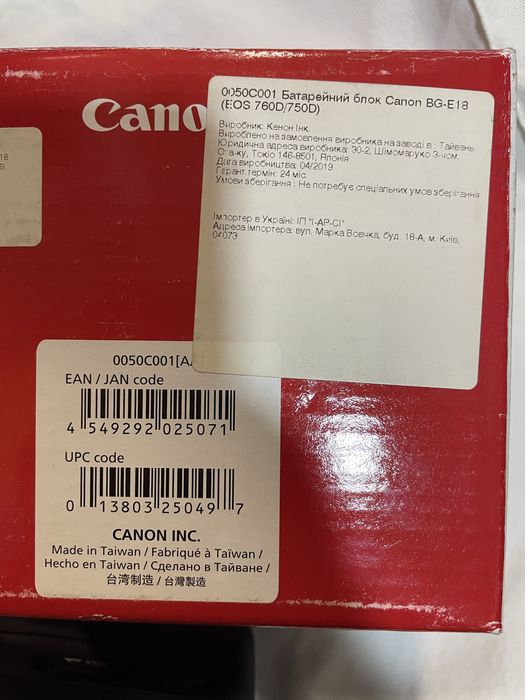 Cano
0050C001 Батарейний блок Canon BG-E18
(EOS 760D/750D)
Виробник: Кенон Інк.
Вироблено на замовлення виробника на заводі в : Тайвань
Юридична адреса виробника: 30-2, Шімомаруко 3-чом.
Токіо 146-8501, Японія
Дата виробництва: 04/2019
Гарант.термін: 24 міс.
Умови зберігання : Не потребує спеціальних умов зберігання
Імпортер в Україні: ІП "І-АР-СІ"
Адреса імпортера: вул. Марка Вовчка, буд. 18-А, м. Київ,
04073
18
SI,
0050C001[A
EAN / JAN code
4 549292 025071
UPC code
0 13803 25049 7
CANON INC.
Made in Taiwan / Fabriqué à Taïwan /
Hecho en Taiwan / Сделано в Тайване /
台湾制造 / 台灣製造